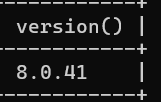 version() |
8.0.41 |